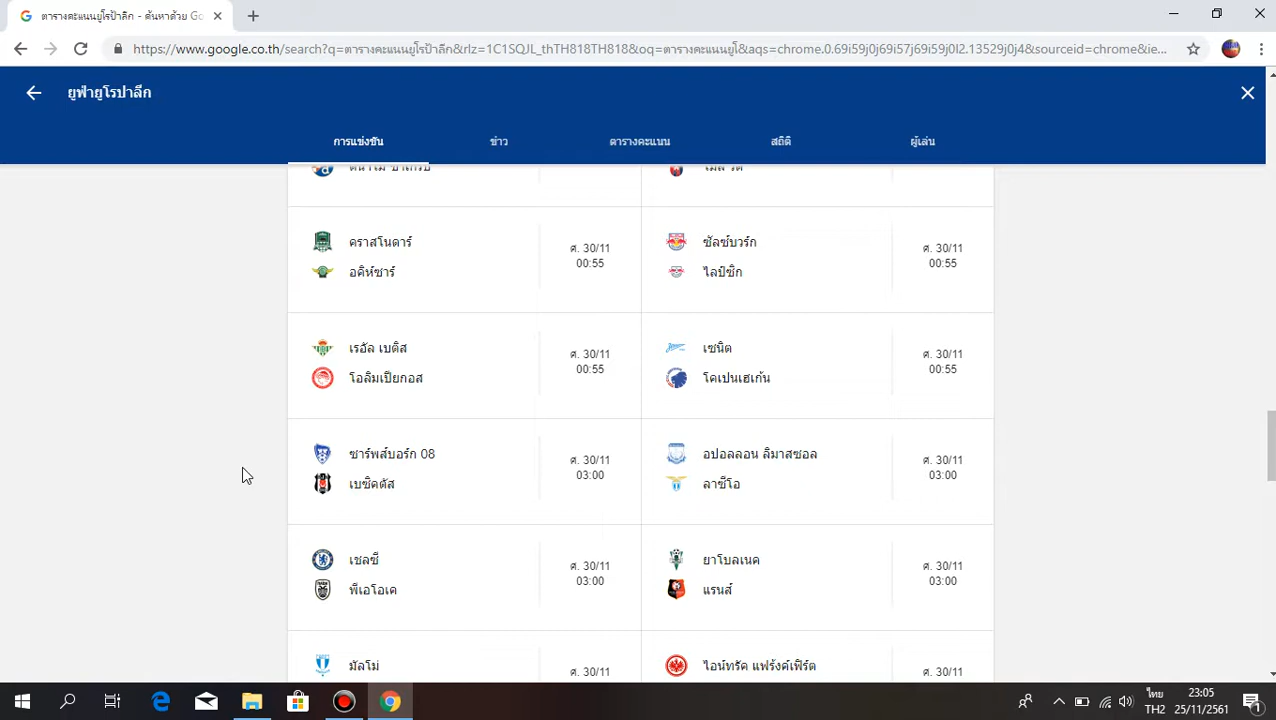 ตารางคะแนนยูโรป้าลีก - ค้นหาด้วย Go
https://www.google.co.th/search?q=ตารางคะแนนยูโรป้าลีก&rlz=1C1SQJL_thTH818TH818&oq=ตารางคะแนนยูโ&aqs=chrome.0.69i59j0j69i57j69i59j0l2.13529j0j4&sourceid=chrome&ie...
ยูฟ่ายูโรปาลีก
การแข่งขัน ข่าว ตารางคะแนน สถิติ ผู้เล่น
คราสโนดาร์
อคิห์ซาร์
ศ. 30/11
00:55
ซัลซ์บวร์ก
ไลป์ซิก
ศ. 30/11
00:55
เรอัล เบติส
โอลิมเปียกอส
ศ. 30/11
00:55
เซนิต
โคเปนเฮเก้น
ศ. 30/11
00:55
ซาร์พส์บอร์ก 08
เบซิคตัส
ศ. 30/11
03:00
อปอลลอน ลิมาสซอล
ลาซีโอ
ศ. 30/11
03:00
เชลซี
พีเอโอเค
ศ. 30/11
03:00
ยาโบลเนค
แรนส์
ศ. 30/11
03:00
มัลโม่
ศ. 30/11
ไอน์ทรัค แฟร้งค์เฟิร์ต
ศ. 30/11
ไทย
TH2
23:05
25/11/2561
1